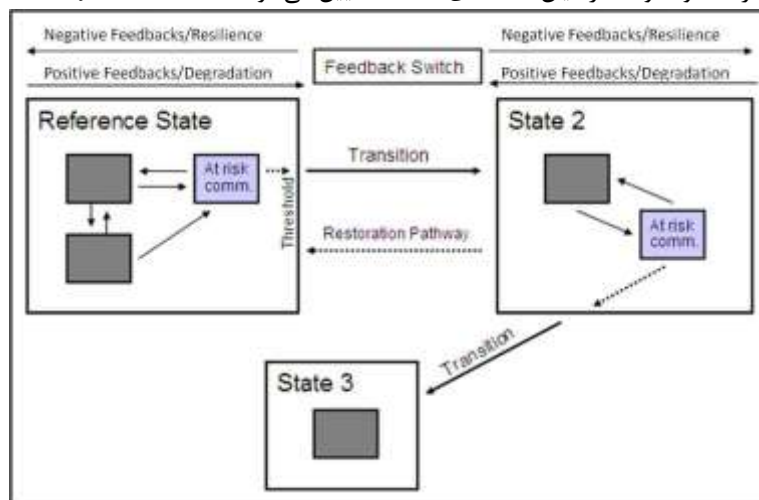 Negative Feedbacks/Resilience
Negative Feedbacks/Resilience
Feedback Switch
Positive Feedbacks/Degradation
Positive Feedbacks/Degradation
Reference State
State 2
At risk
comm.
Transition
Threshold
Restoration Pathway
At risk
comm.
Transition
State 3